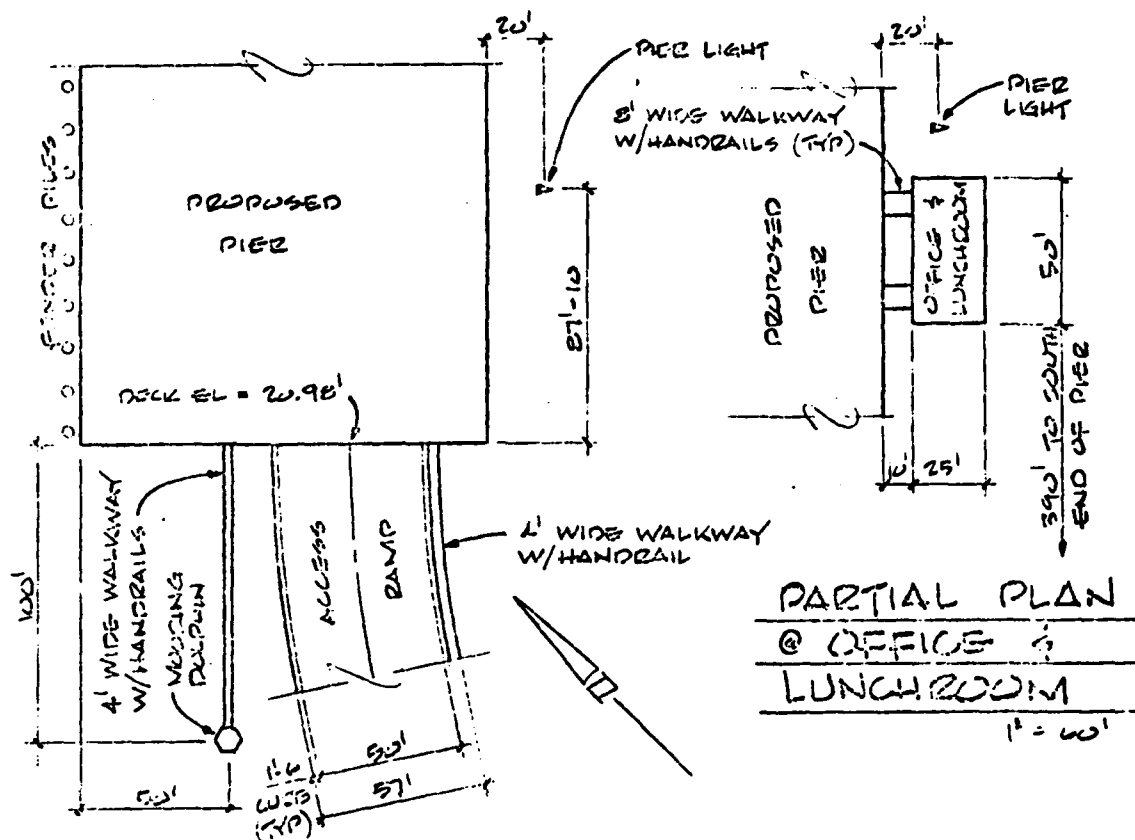 20'
PIER LIGHT
FENDER PILES
PROPOSED
PIER
87'-10
DECK EL = 20.98'
4' WIDE WALKWAY
W/HANDRAILS
MOORING
DOLPHIN
100'
50'
ACCESS
RAMP
4' WIDE WALKWAY
W/HANDRAIL
1'-6
CURB
(TYP)
50'
57'
20'
PIER
LIGHT
8' WIDE WALKWAY
W/HANDRAILS (TYP)
PROPOSED
PIER
OFFICE &
LUNCHROOM
50'
10'
25'
390' TO SOUTH
END OF PIER
PARTIAL PLAN
@ OFFICE &
LUNCHROOM
1" = 60'